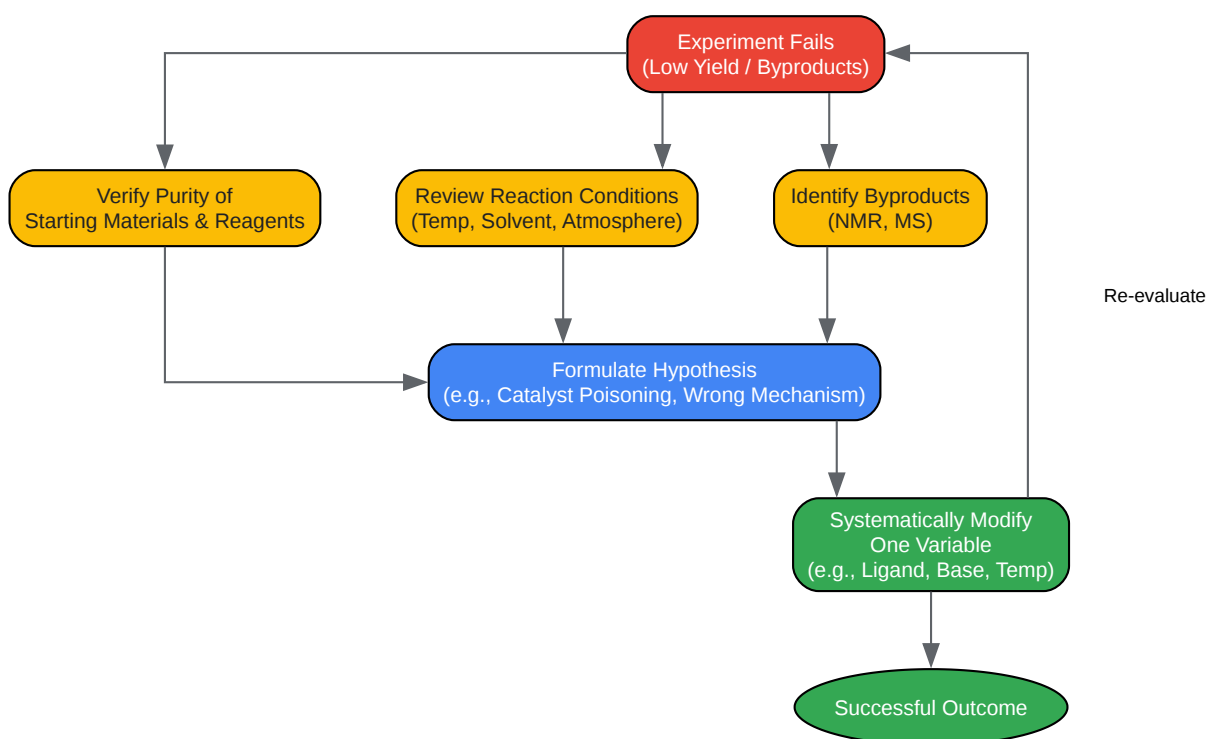 Experiment Fails
(Low Yield / Byproducts)
Verify Purity of
Starting Materials & Reagents
Review Reaction Conditions
(Temp, Solvent, Atmosphere)
Identify Byproducts
(NMR, MS)
Re-evaluate
Formulate Hypothesis
(e.g., Catalyst Poisoning, Wrong Mechanism)
Systematically Modify
One Variable
(e.g., Ligand, Base, Temp)
Successful Outcome